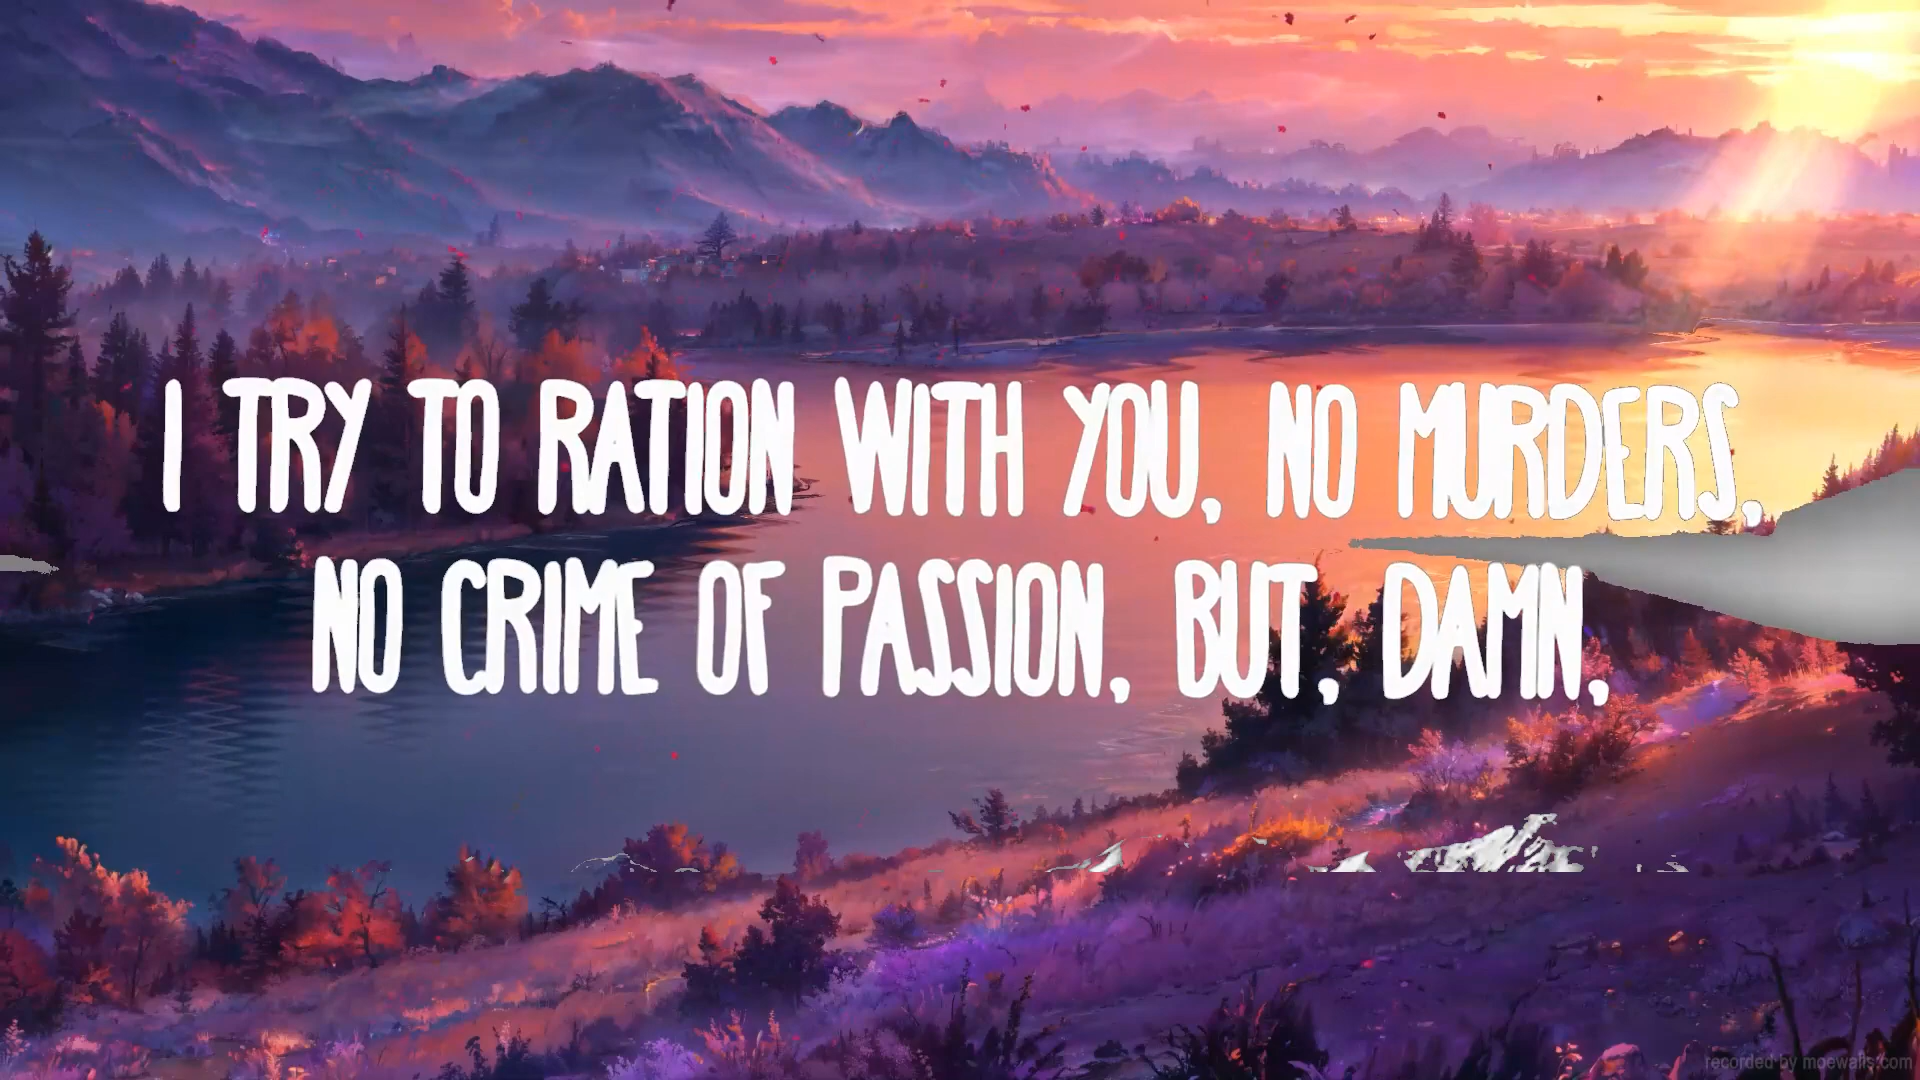 I TRY TO RATION WITH YOU, NO MURDERS,
NO CRIME OF PASSION, BUT, DAMN,
recorded by moewalls.com